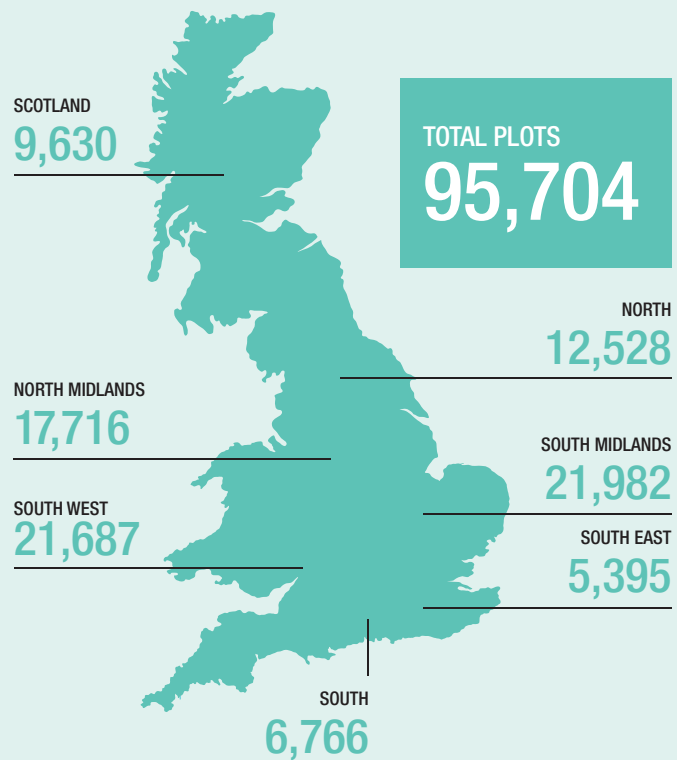 SCOTLAND
9,630
TOTAL PLOTS
95,704
NORTH
12,528
NORTH MIDLANDS
17,716
SOUTH MIDLANDS
21,982
SOUTH WEST
21,687
SOUTH EAST
5,395
SOUTH
6,766